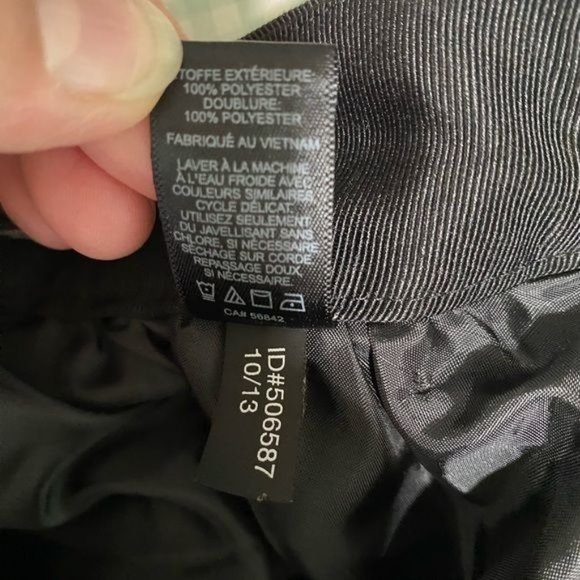 ÉTOFFE EXTÉRIEURE:
100% POLYESTER
DOUBLURE:
100% POLYESTER
FABRIQUÉ AU VIETNAM
LAVER À LA MACHINE
À L'EAU FROIDE AVEC
COULEURS SIMILAIRES
CYCLE DÉLICAT.
UTILISEZ SEULEMENT
DU JAVELLISANT SANS
CHLORE, SI NÉCESSAIRE
SÉCHAGE SUR CORDE
REPASSAGE DOUX,
SI NÉCESSAIRE.
CA# 56842
ID#506587
10/13